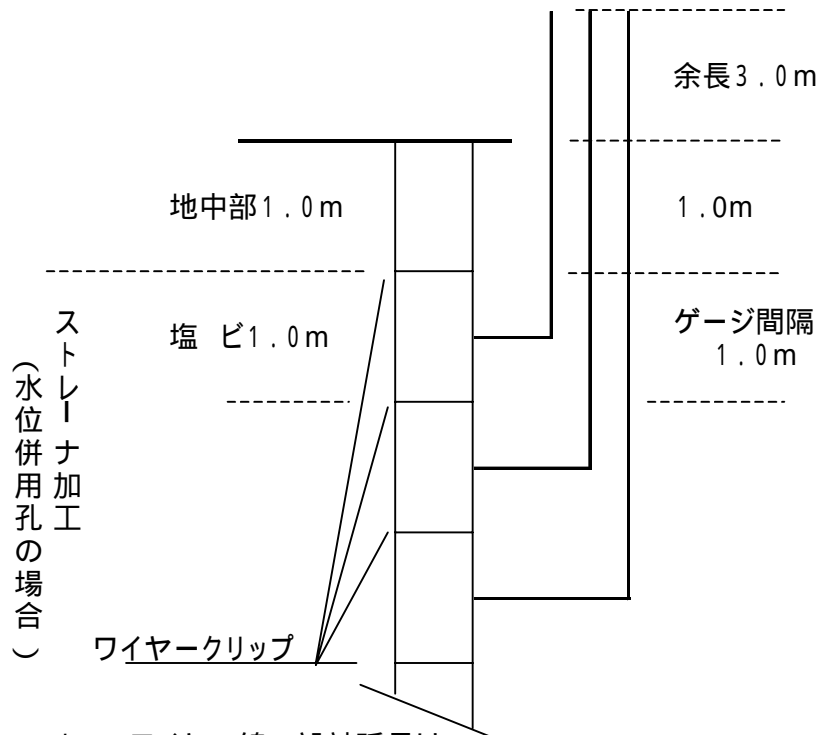 余長3.0m
地中部1.0m
1.0m
塩 ビ1.0m
ゲージ間隔
1.0m
ストレーナ加工
(水位併用孔の場合)
ワイヤークリップ